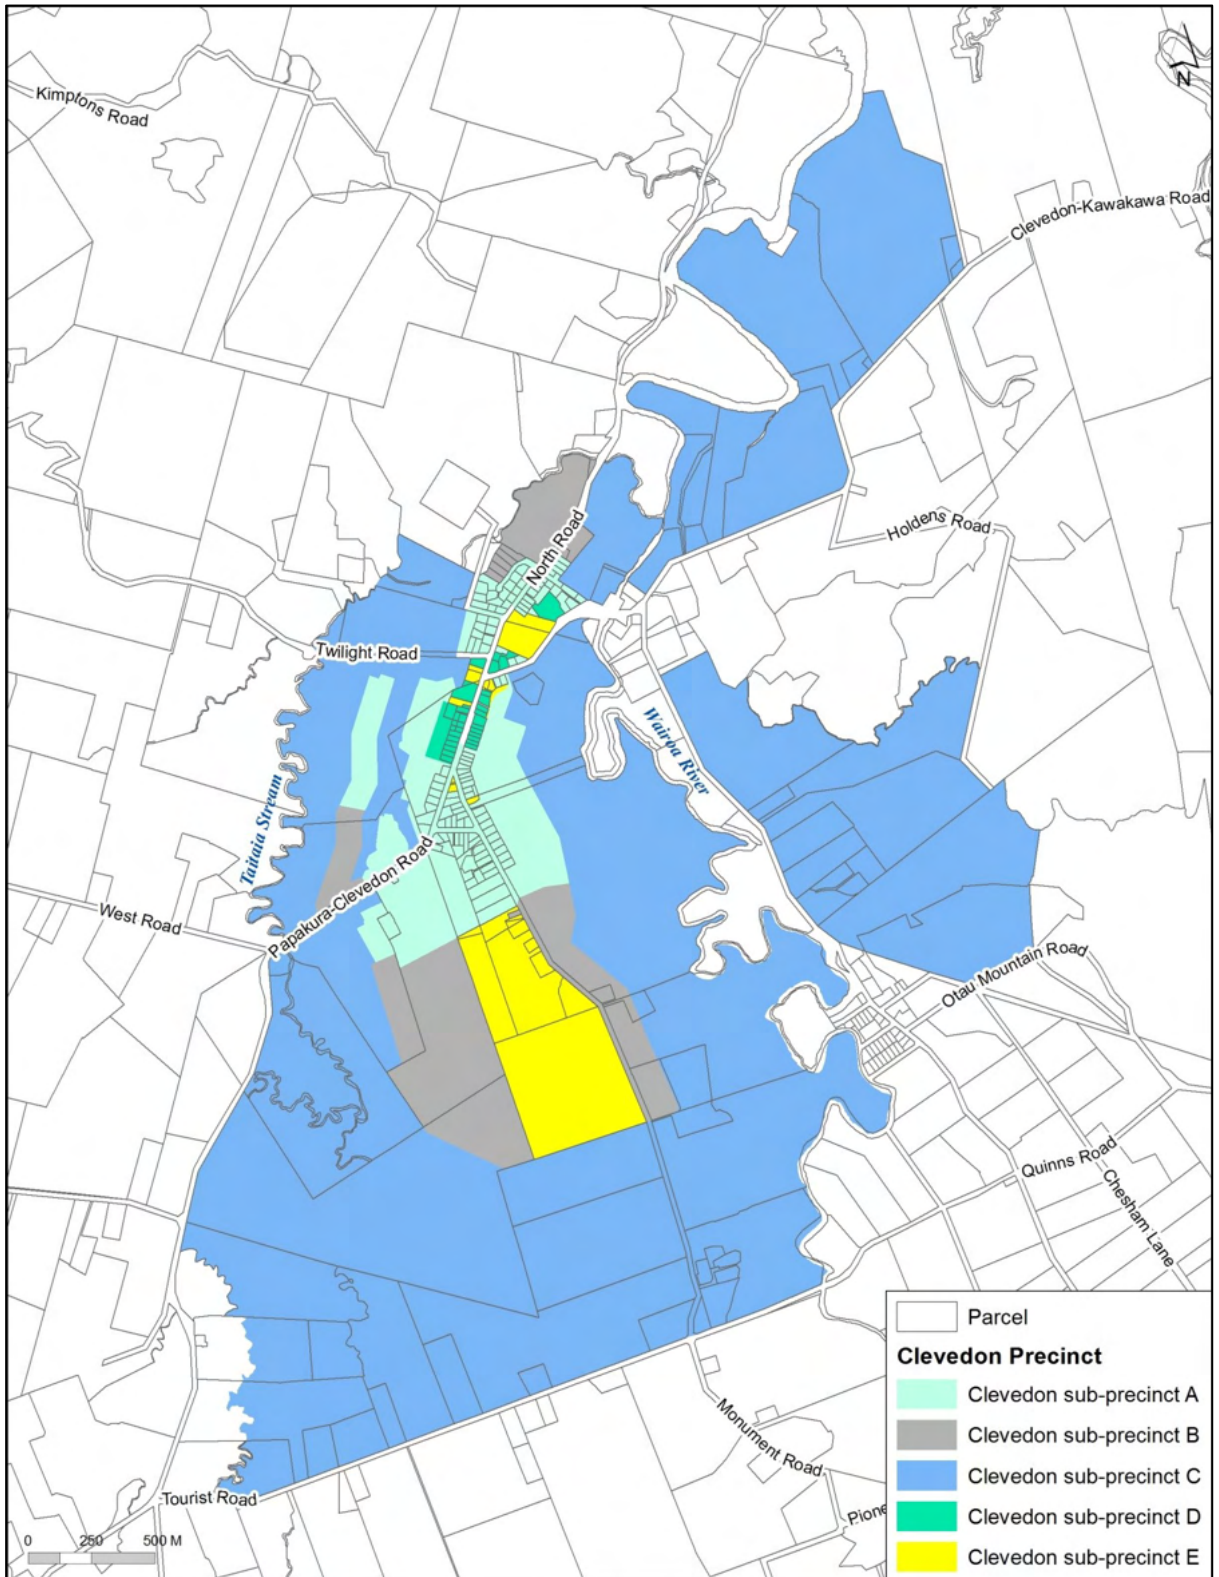 N
Kimptons Road
Clevedon-Kawakawa Road
Holdens Road
North Road
Twilight Road
Wairoa River
Taitaia Stream
Papakura-Clevedon Road
West Road
Otau Mountain Road
Quinns Road
Chesham Lane
Monument Road
Tourist Road
Pione
0 250 500 M
Parcel
Clevedon Precinct
Clevedon sub-precinct A
Clevedon sub-precinct B
Clevedon sub-precinct C
Clevedon sub-precinct D
Clevedon sub-precinct E